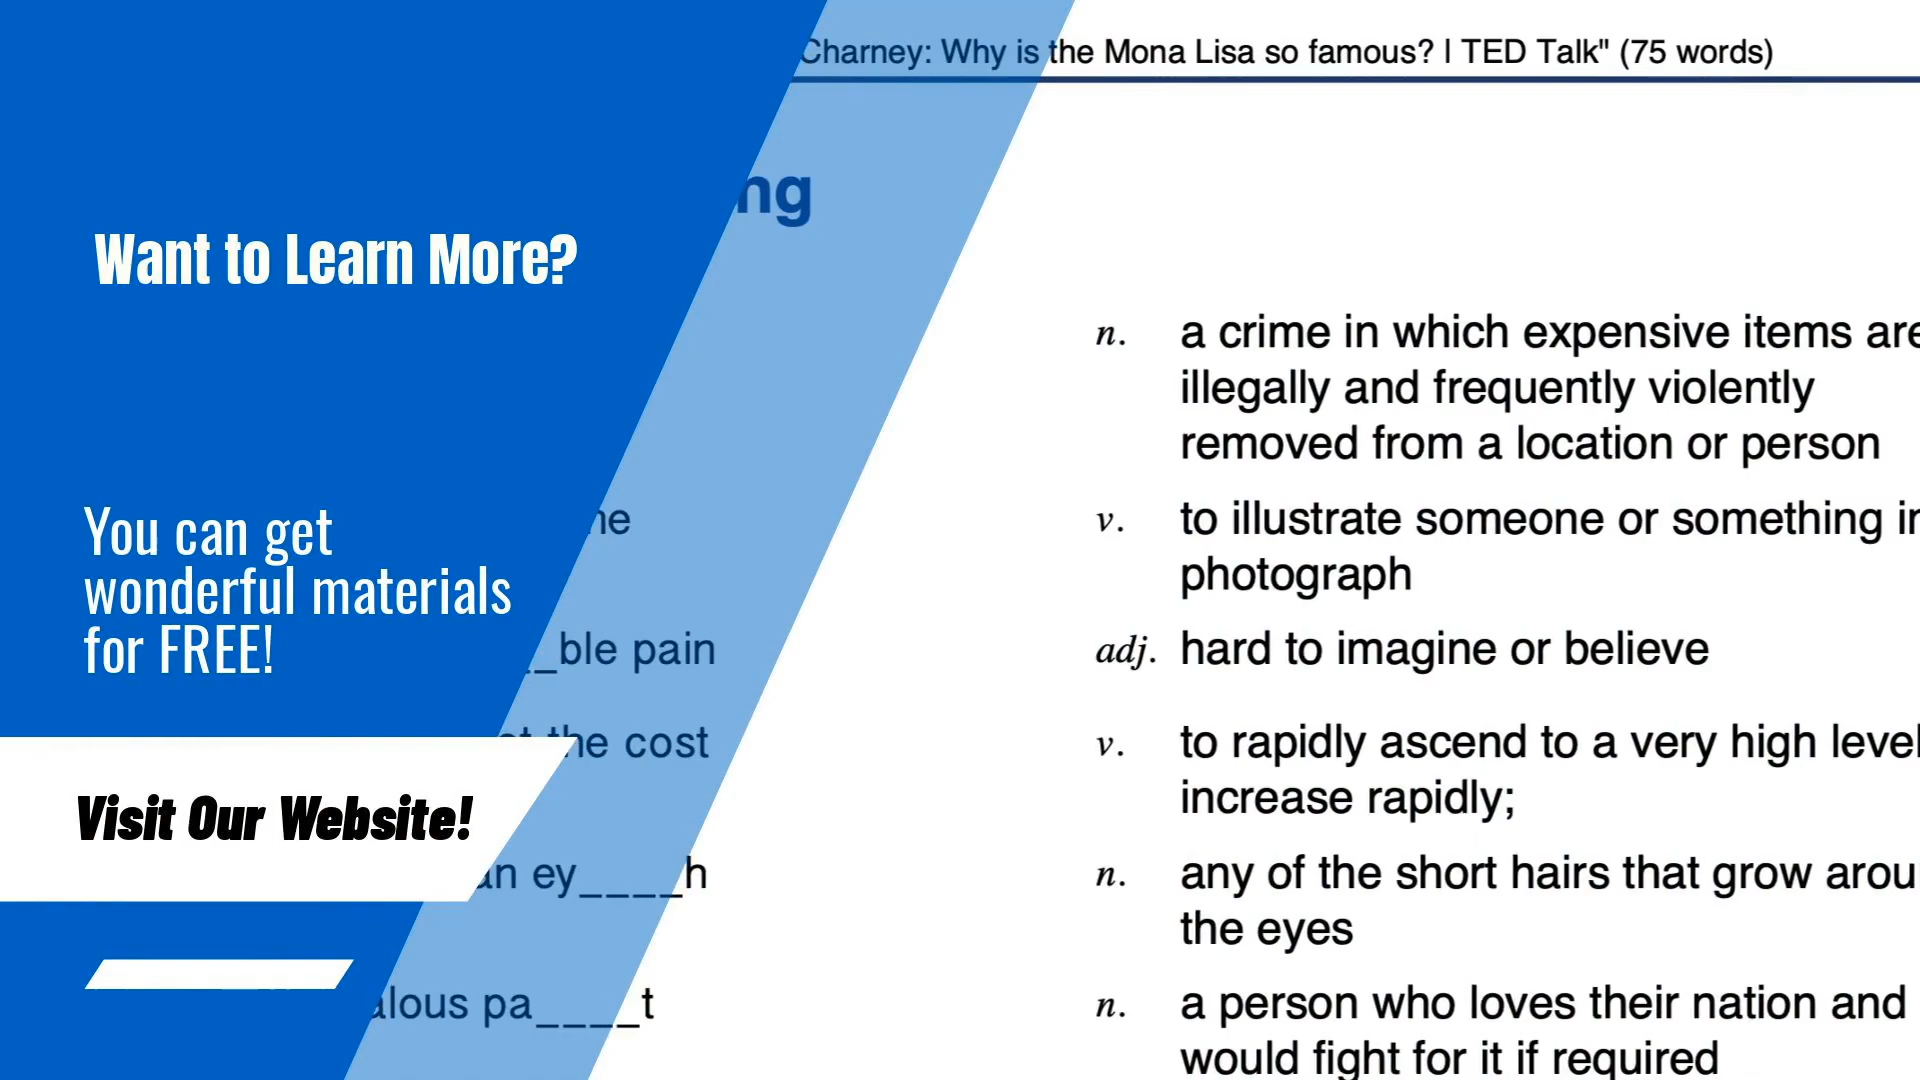 Charney: Why is the Mona Lisa so famous? | TED Talk" (75 words)
ng
Want to Learn More?
You can get
wonderful materials
for FREE!
Visit Our Website!
n. a crime in which expensive items are
illegally and frequently violently
removed from a location or person
v. to illustrate someone or something in
photograph
_ble pain adj. hard to imagine or believe
the cost v. to rapidly ascend to a very high level
increase rapidly;
an ey____h n. any of the short hairs that grow arou
the eyes
alous pa____t n. a person who loves their nation and
would fight for it if required